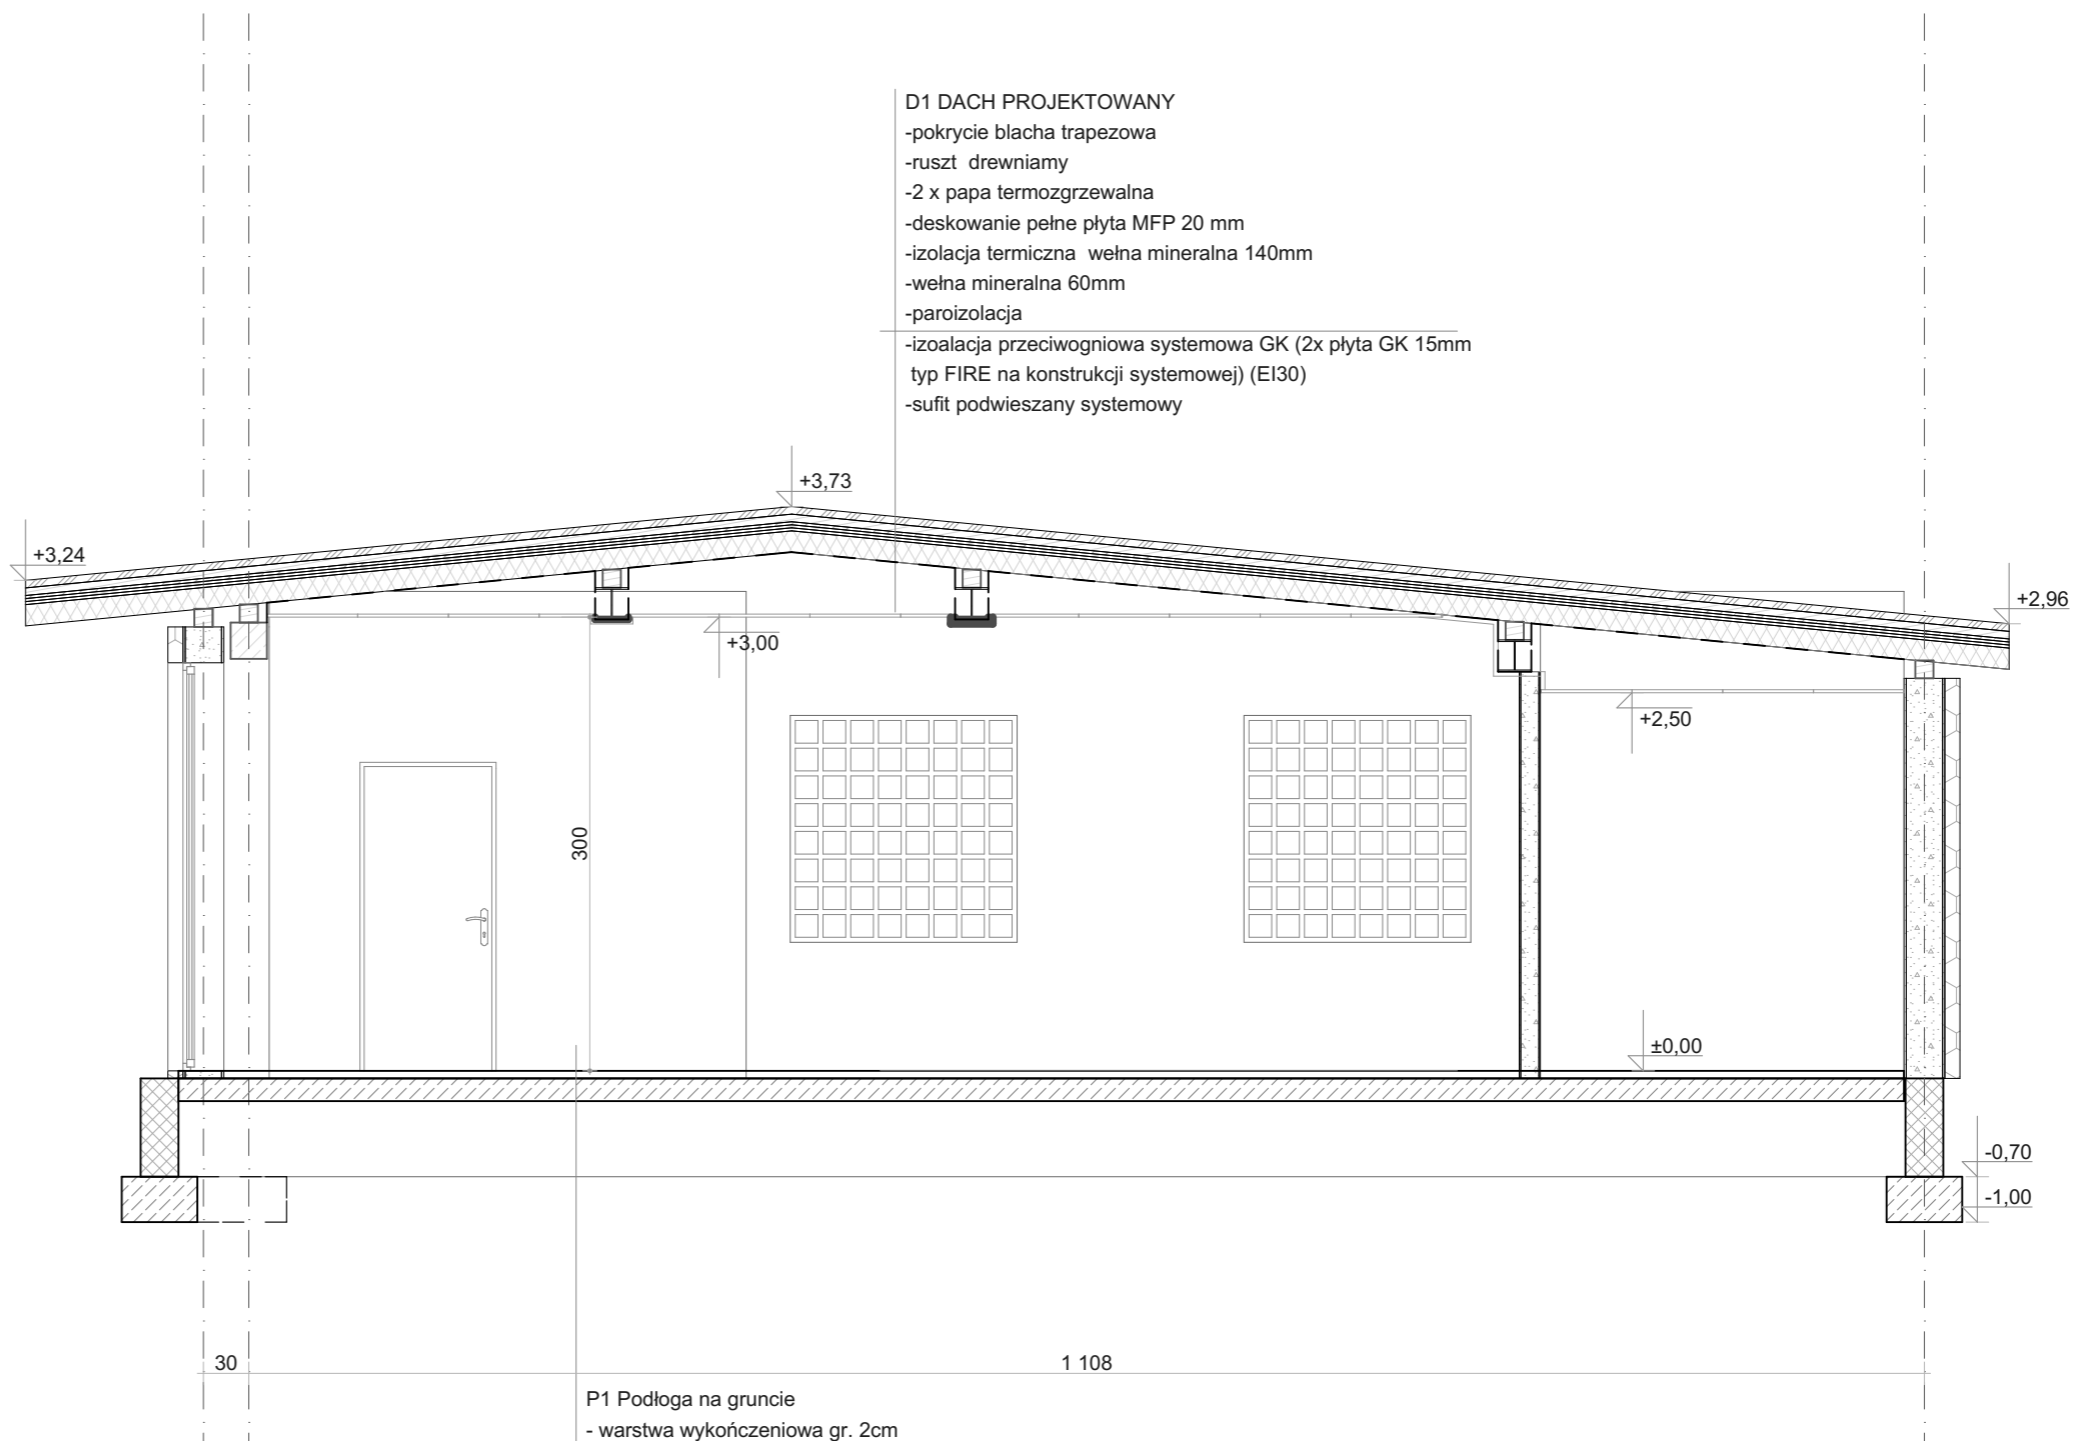 D1 DACH PROJEKTOWANY
-pokrycie blacha trapezowa
-ruszt  drewniamy
-2 x papa termozgrzewalna
-deskowanie pełne płyta MFP 20 mm
-izolacja termiczna  wełna mineralna 140mm
-wełna mineralna 60mm
-paroizolacja
-izoalacja przeciwogniowa systemowa GK (2x płyta GK 15mm
typ FIRE na konstrukcji systemowej) (EI30)
-sufit podwieszany systemowy
+3,73
+3,24
+2,96
+3,00
+2,50
300
±0,00
-0,70
-1,00
30
1 108
P1 Podłoga na gruncie
- warstwa wykończeniowa gr. 2cm